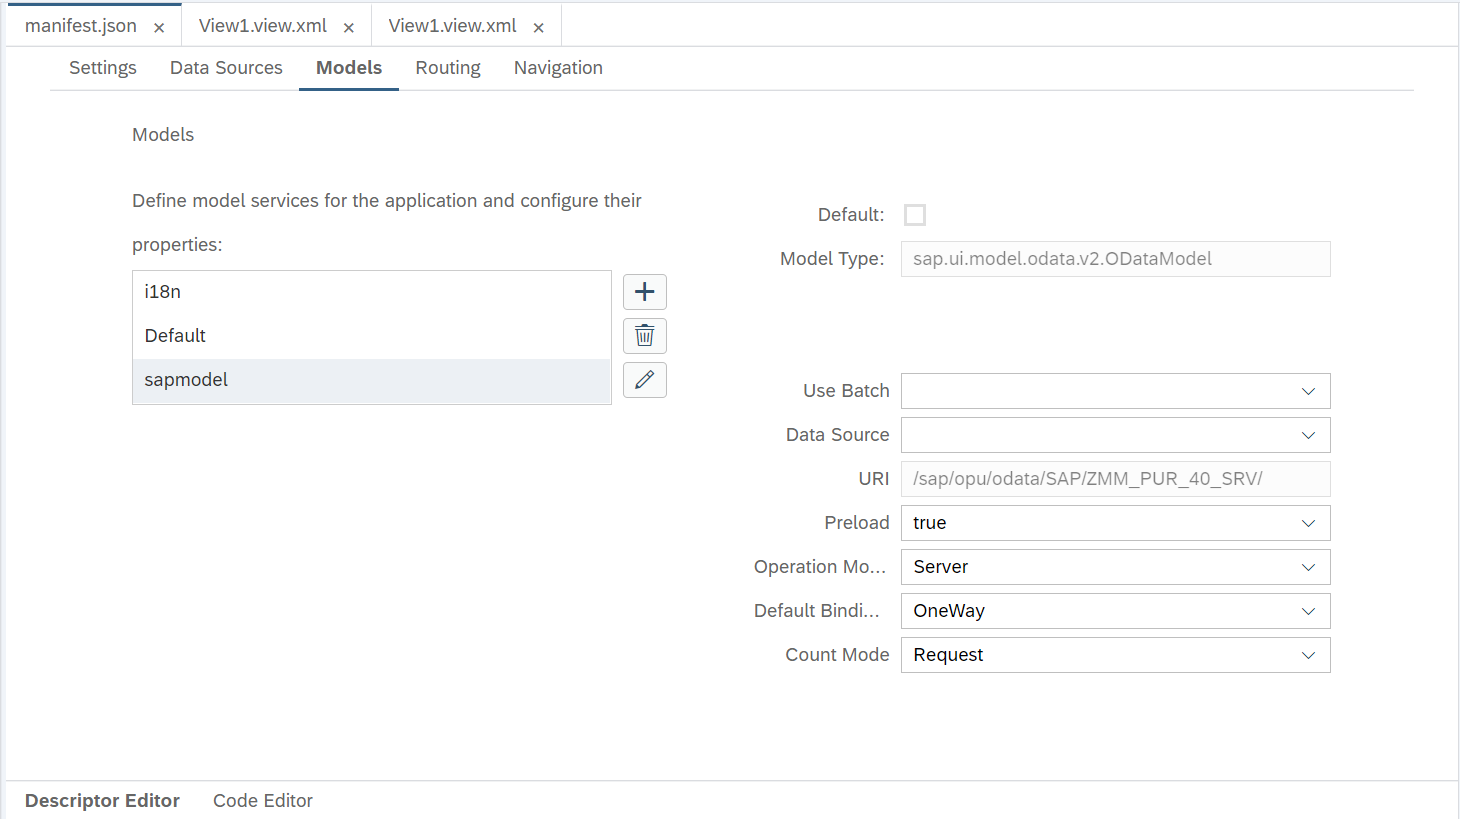 manifest.json × View1.view.xml × View1.view.xml ×
Settings Data Sources Models Routing Navigation
Models
Define model services for the application and configure their
properties:
i18n
Default
sapmodel
Default:
Model Type: sap.ui.model.odata.v2.ODataModel
Use Batch
Data Source
URI /sap/opu/odata/SAP/ZMM_PUR_40_SRV/
Preload true
Operation Mo... Server
Default Bindi... OneWay
Count Mode Request
Descriptor Editor Code Editor